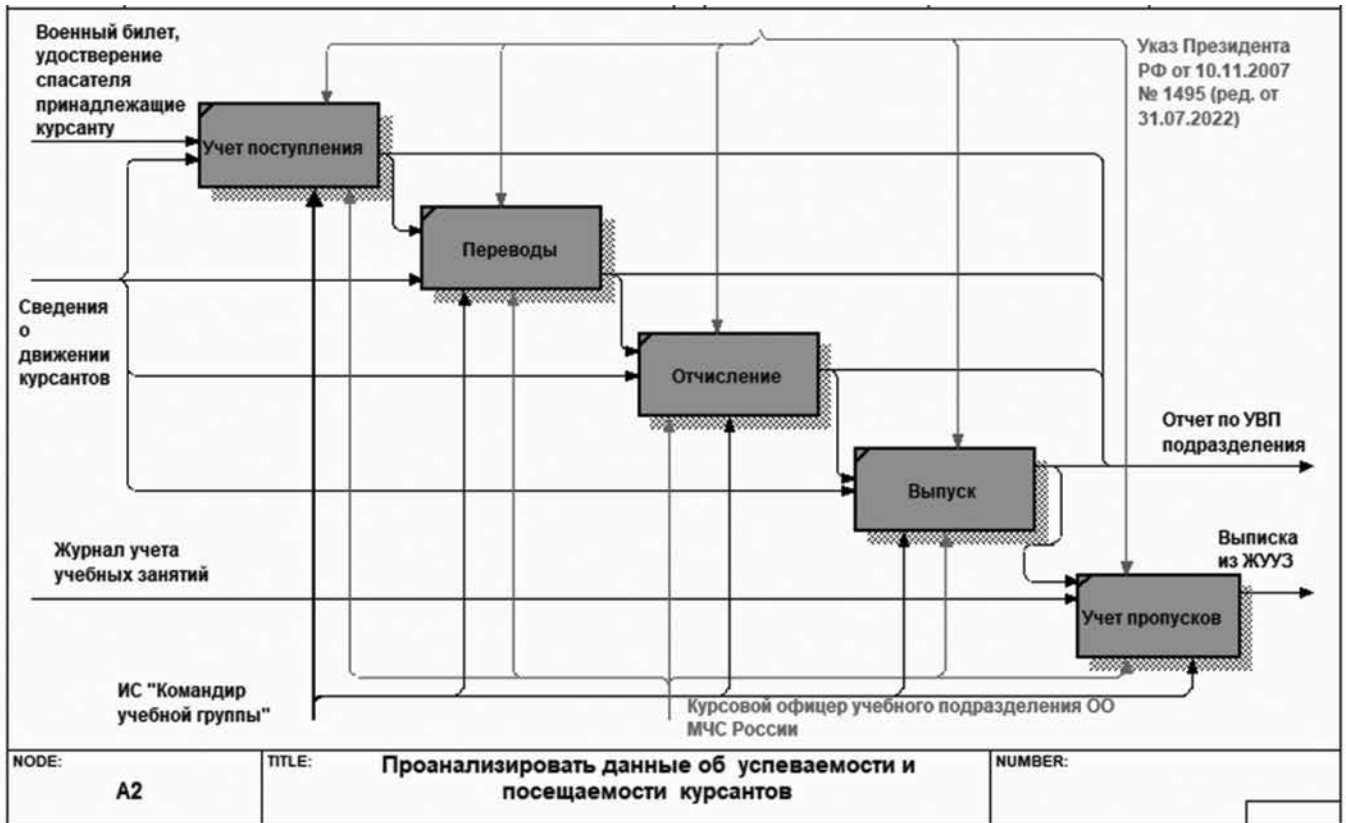 Военный билет,
удостверение
спасателя
принадлежащие
курсанту
Указ Президента
РФ от 10.11.2007
№ 1495 (ред. от
31.07.2022)
Учет поступления
Переводы
Сведения
о
движении
курсантов
Отчисление
Отчет по УВП
подразделения
Выпуск
Журнал учета
учебных занятий
Выписка
из ЖУУЗ
Учет пропусков
ИС "Командир
учебной группы"
Курсовой офицер учебного подразделения ОО
МЧС России
NODE:
A2
TITLE:
Проанализировать данные об успеваемости и
посещаемости курсантов
NUMBER: